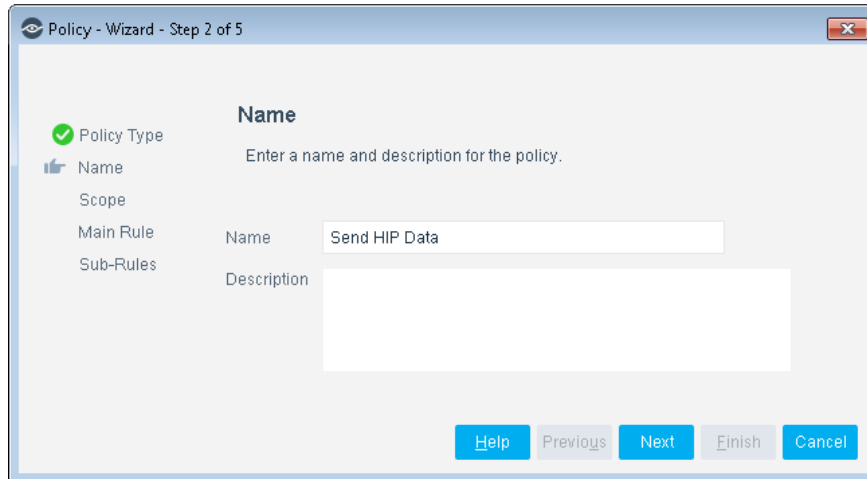 Policy - Wizard - Step 2 of 5
Policy Type
Name
Scope
Main Rule
Sub-Rules
Name
Enter a name and description for the policy.
Name Send HIP Data
Description
Help Previous Next Finish Cancel